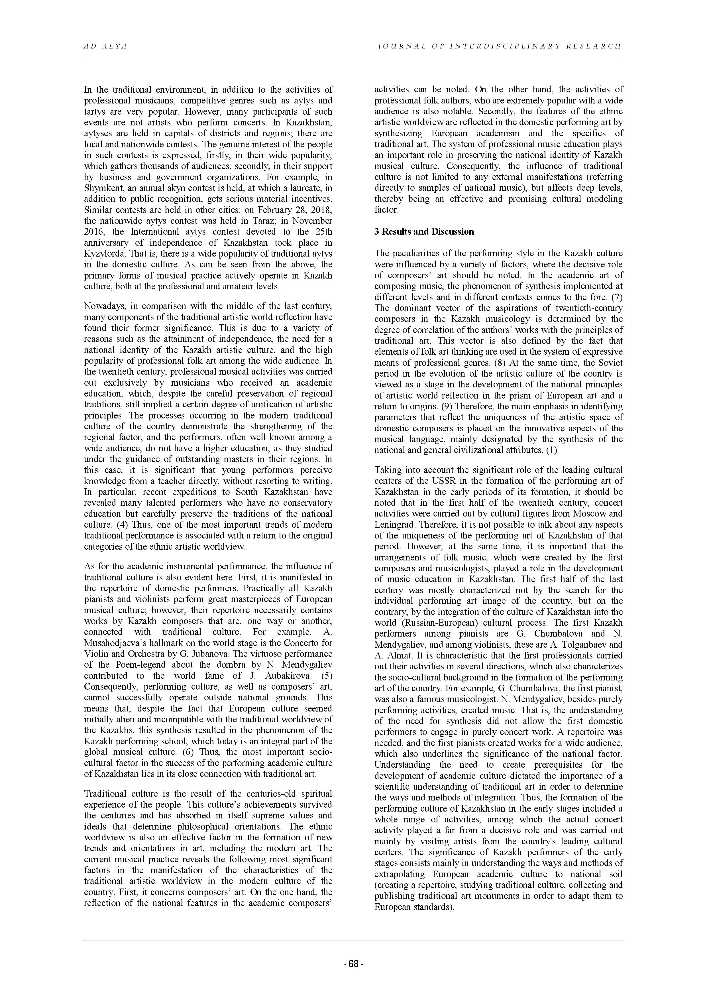 AD ALTA
JOURNAL OF INTERDISCIPLINARY RESEARCH
In the traditional environment, in addition to the activities of
professional musicians, competitive genres such as aytys and
tartys are very popular. However, many participants of such
events are not artists who perform concerts. In Kazakhstan,
aytyses are held in capitals of districts and regions; there are
local and nationwide contests. The genuine interest of the people
in such contests is expressed, firstly, in their wide popularity,
which gathers thousands of audiences; secondly, in their support
by business and government organizations. For example, in
Shymkent, an annual akyn contest is held, at which a laureate, in
addition to public recognition, gets serious material incentives.
Similar contests are held in other cities: on February 28, 2018,
the nationwide aytys contest was held in Taraz; in November
2016, the International aytys contest devoted to the 25th
anniversary of independence of Kazakhstan took place in
Kyzylorda. That is, there is a wide popularity of traditional aytys
in the domestic culture. As can be seen from the above, the
primary forms of musical practice actively operate in Kazakh
culture, both at the professional and amateur levels.
Nowadays, in comparison with the middle of the last century,
many components of the traditional artistic world reflection have
found their former significance. This is due to a variety of
reasons such as the attainment of independence, the need for a
national identity of the Kazakh artistic culture, and the high
popularity of professional folk art among the wide audience. In
the twentieth century, professional musical activities was carried
out exclusively by musicians who received an academic
education, which, despite the careful preservation of regional
traditions, still implied a certain degree of unification of artistic
principles. The processes occurring in the modern traditional
culture of the country demonstrate the strengthening of the
regional factor, and the performers, often well known among a
wide audience, do not have a higher education, as they studied
under the guidance of outstanding masters in their regions. In
this case, it is significant that young performers perceive
knowledge from a teacher directly, without resorting to writing.
In particular, recent expeditions to South Kazakhstan have
revealed many talented performers who have no conservatory
education but carefully preserve the traditions of the national
culture. (4) Thus, one of the most important trends of modern
traditional performance is associated with a return to the original
categories of the ethnic artistic worldview.
As for the academic instrumental performance, the influence of
traditional culture is also evident here. First, it is manifested in
the repertoire of domestic performers. Practically all Kazakh
pianists and violinists perform great masterpieces of European
musical culture; however, their repertoire necessarily contains
works by Kazakh composers that are, one way or another,
connected with traditional culture. For example, A.
Musahodjaeva's hallmark on the world stage is the Concerto for
Violin and Orchestra by G. Jubanova. The virtuoso performance
of the Poem-legend about the dombra by N. Mendygaliev
contributed to the world fame of J. Aubakirova. (5)
Consequently, performing culture, as well as composers' art,
cannot successfully operate outside national grounds. This
means that, despite the fact that European culture seemed
initially alien and incompatible with the traditional worldview of
the Kazakhs, this synthesis resulted in the phenomenon of the
Kazakh performing school, which today is an integral part of the
global musical culture. (6) Thus, the most important socio-
cultural factor in the success of the performing academic culture
of Kazakhstan lies in its close connection with traditional art.
Traditional culture is the result of the centuries-old spiritual
experience of the people. This culture's achievements survived
the centuries and has absorbed in itself supreme values and
ideals that determine philosophical orientations. The ethnic
worldview is also an effective factor in the formation of new
trends and orientations in art, including the modern art. The
current musical practice reveals the following most significant
factors in the manifestation of the characteristics of the
traditional artistic worldview in the modern culture of the
country. First, it concerns composers' art. On the one hand, the
reflection of the national features in the academic composers'
activities can be noted. On the other hand, the activities of
professional folk authors, who are extremely popular with a wide
audience is also notable. Secondly, the features of the ethnic
artistic worldview are reflected in the domestic performing art by
synthesizing European academism and the specifics of
traditional art. The system of professional music education plays
an important role in preserving the national identity of Kazakh
musical culture. Consequently, the influence of traditional
culture is not limited to any external manifestations (referring
directly to samples of national music), but affects deep levels,
thereby being an effective and promising cultural modeling
factor.
3 Results and Discussion
The peculiarities of the performing style in the Kazakh culture
were influenced by a variety of factors, where the decisive role
of composers' art should be noted. In the academic art of
composing music, the phenomenon of synthesis implemented at
different levels and in different contexts comes to the fore. (7)
The dominant vector of the aspirations of twentieth-century
composers in the Kazakh musicology is determined by the
degree of correlation of the authors' works with the principles of
traditional art. This vector is also defined by the fact that
elements of folk art thinking are used in the system of expressive
means of professional genres. (8) At the same time, the Soviet
period in the evolution of the artistic culture of the country is
viewed as a stage in the development of the national principles
of artistic world reflection in the prism of European art and a
return to origins. (9) Therefore, the main emphasis in identifying
parameters that reflect the uniqueness of the artistic space of
domestic composers is placed on the innovative aspects of the
musical language, mainly designated by the synthesis of the
national and general civilizational attributes. (1)
Taking into account the significant role of the leading cultural
centers of the USSR in the formation of the performing art of
Kazakhstan in the early periods of its formation, it should be
noted that in the first half of the twentieth century, concert
activities were carried out by cultural figures from Moscow and
Leningrad. Therefore, it is not possible to talk about any aspects
of the uniqueness of the performing art of Kazakhstan of that
period. However, at the same time, it is important that the
arrangements of folk music, which were created by the first
composers and musicologists, played a role in the development
of music education in Kazakhstan. The first half of the last
century was mostly characterized not by the search for the
individual performing art image of the country, but on the
contrary, by the integration of the culture of Kazakhstan into the
world (Russian-European) cultural process. The first Kazakh
performers among pianists are G. Chumbalova and N.
Mendygaliev, and among violinists, these are A. Tolganbaev and
A. Almat. It is characteristic that the first professionals carried
out their activities in several directions, which also characterizes
the socio-cultural background in the formation of the performing
art of the country. For example, G. Chumbalova, the first pianist,
was also a famous musicologist. N. Mendygaliev, besides purely
performing activities, created music. That is, the understanding
of the need for synthesis did not allow the first domestic
performers to engage in purely concert work. A repertoire was
needed, and the first pianists created works for a wide audience,
which also underlines the significance of the national factor.
Understanding the need to create prerequisites for the
development of academic culture dictated the importance of a
scientific understanding of traditional art in order to determine
the ways and methods of integration. Thus, the formation of the
performing culture of Kazakhstan in the early stages included a
whole range of activities, among which the actual concert
activity played a far from a decisive role and was carried out
mainly by visiting artists from the country's leading cultural
centers. The significance of Kazakh performers of the early
stages consists mainly in understanding the ways and methods of
extrapolating European academic culture to national soil
(creating a repertoire, studying traditional culture, collecting and
publishing traditional art monuments in order to adapt them to
European standards).
- 68 -